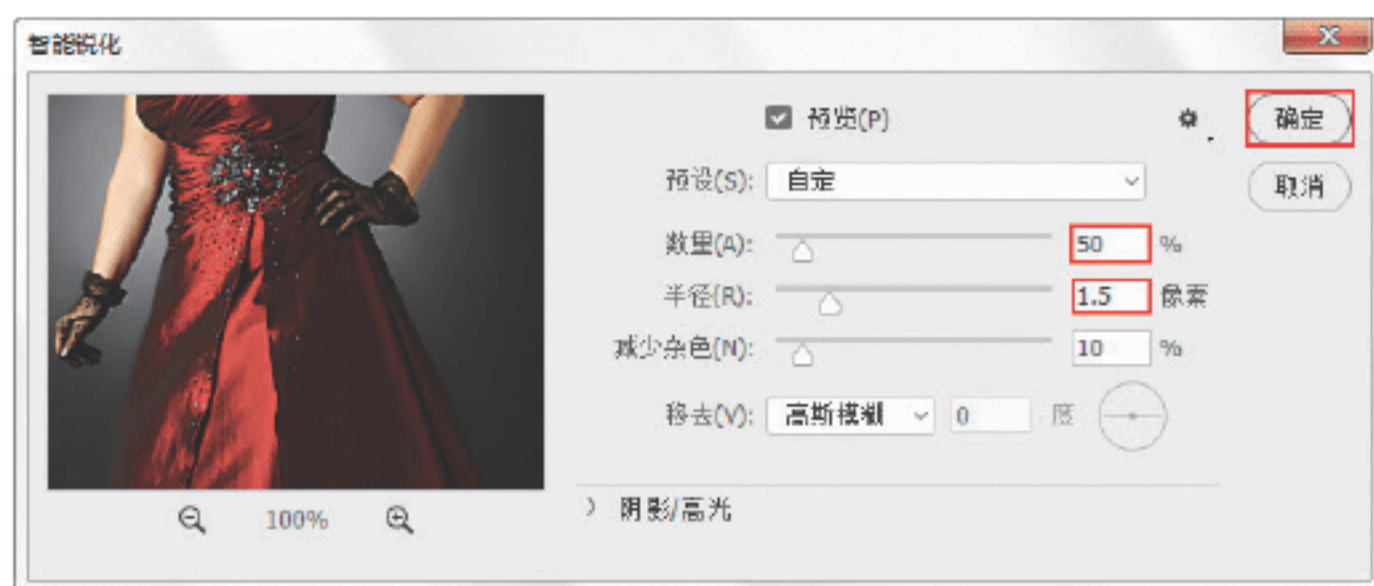 智能锐化
预览(P)
确定
预设(S): 自定
取消
数量(A): 50 %
半径(R): 1.5 像素
减少杂色(N): 10 %
移去(V): 高斯模糊 0 度
阴影/高光
100%